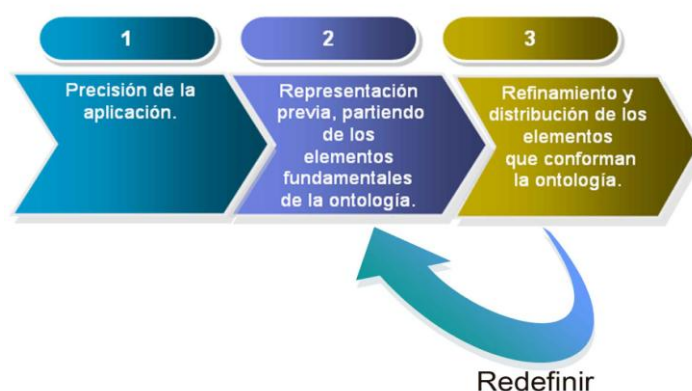 1
2
3
Precisión de la
aplicación.
Representación
previa, partiendo
de los
elementos
fundamentales
de la ontología.
Refinamiento y
distribución de los
elementos
que conforman
la ontología.
Redefinir